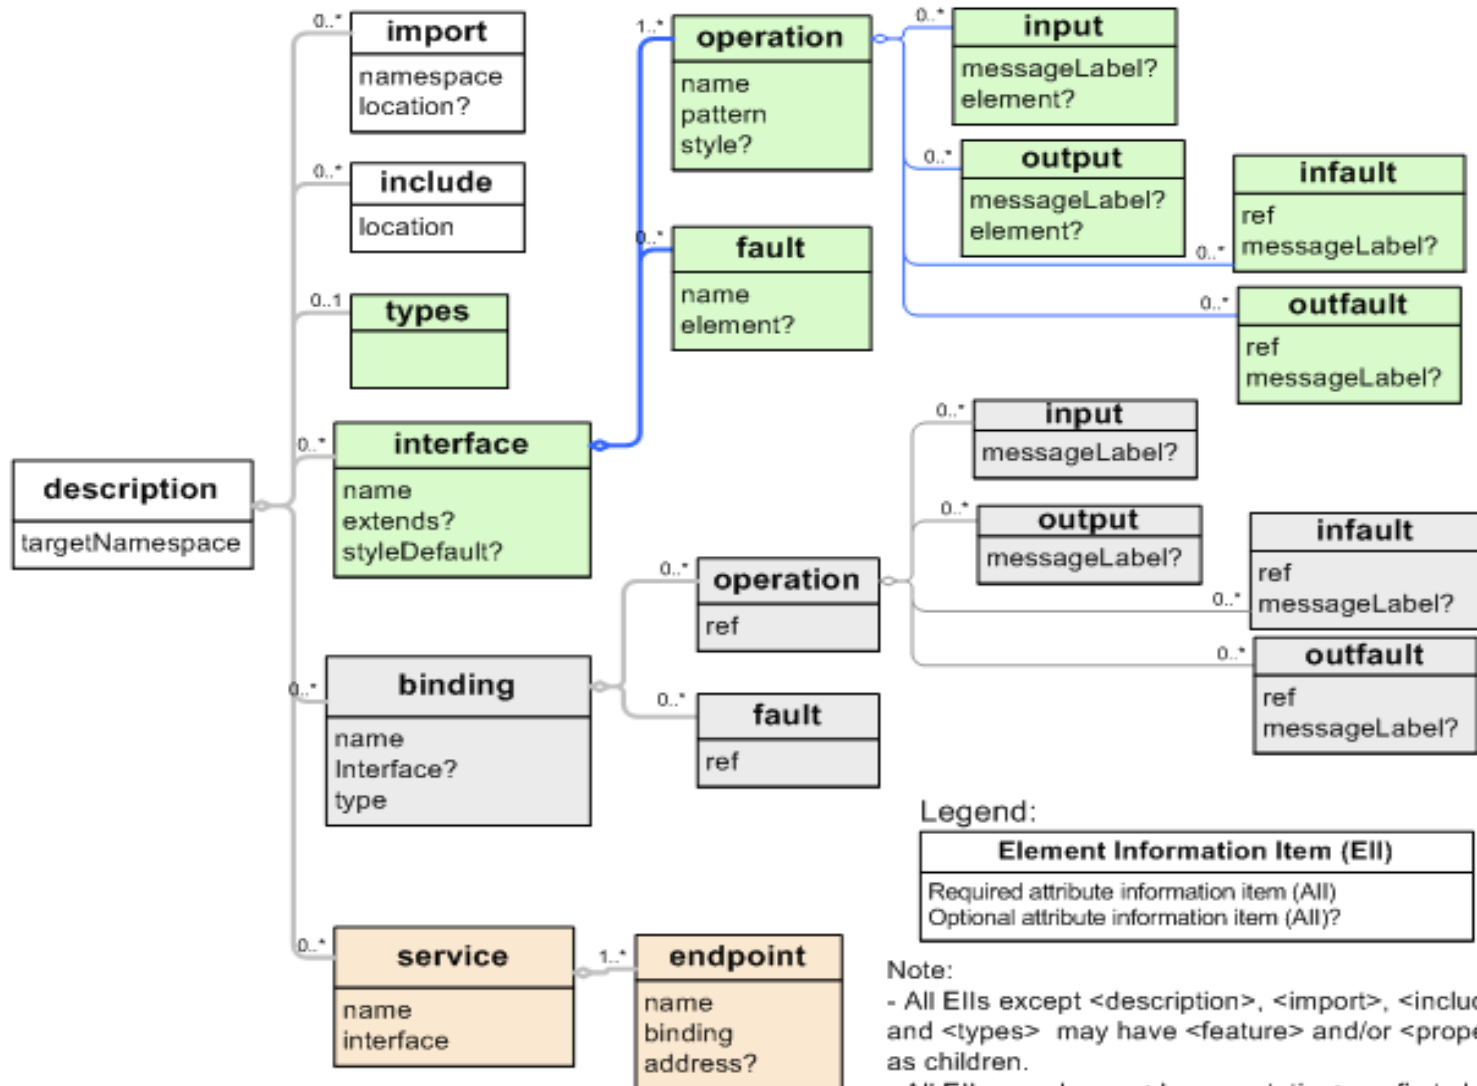 0..*
import
namespace
location?
0..*
include
location
0..1
types
0..*
interface
name
extends?
styleDefault?
description
targetNamespace
1..*
operation
name
pattern
style?
0..*
fault
name
element?
0..*
input
messageLabel?
element?
0..*
output
messageLabel?
element?
0..*
infault
ref
messageLabel?
0..*
outfault
ref
messageLabel?
0..*
binding
name
Interface?
type
0..*
operation
ref
0..*
fault
ref
0..*
input
messageLabel?
0..*
output
messageLabel?
0..*
infault
ref
messageLabel?
0..*
outfault
ref
messageLabel?
0..*
service
name
interface
1..*
endpoint
name
binding
address?
Legend:
Element Information Item (EII)
Required attribute information item (AII)
Optional attribute information item (AII)?
Note:
- All EIIs except <description>, <import>, <includ
and <types> may have <feature> and/or <prope
as children.